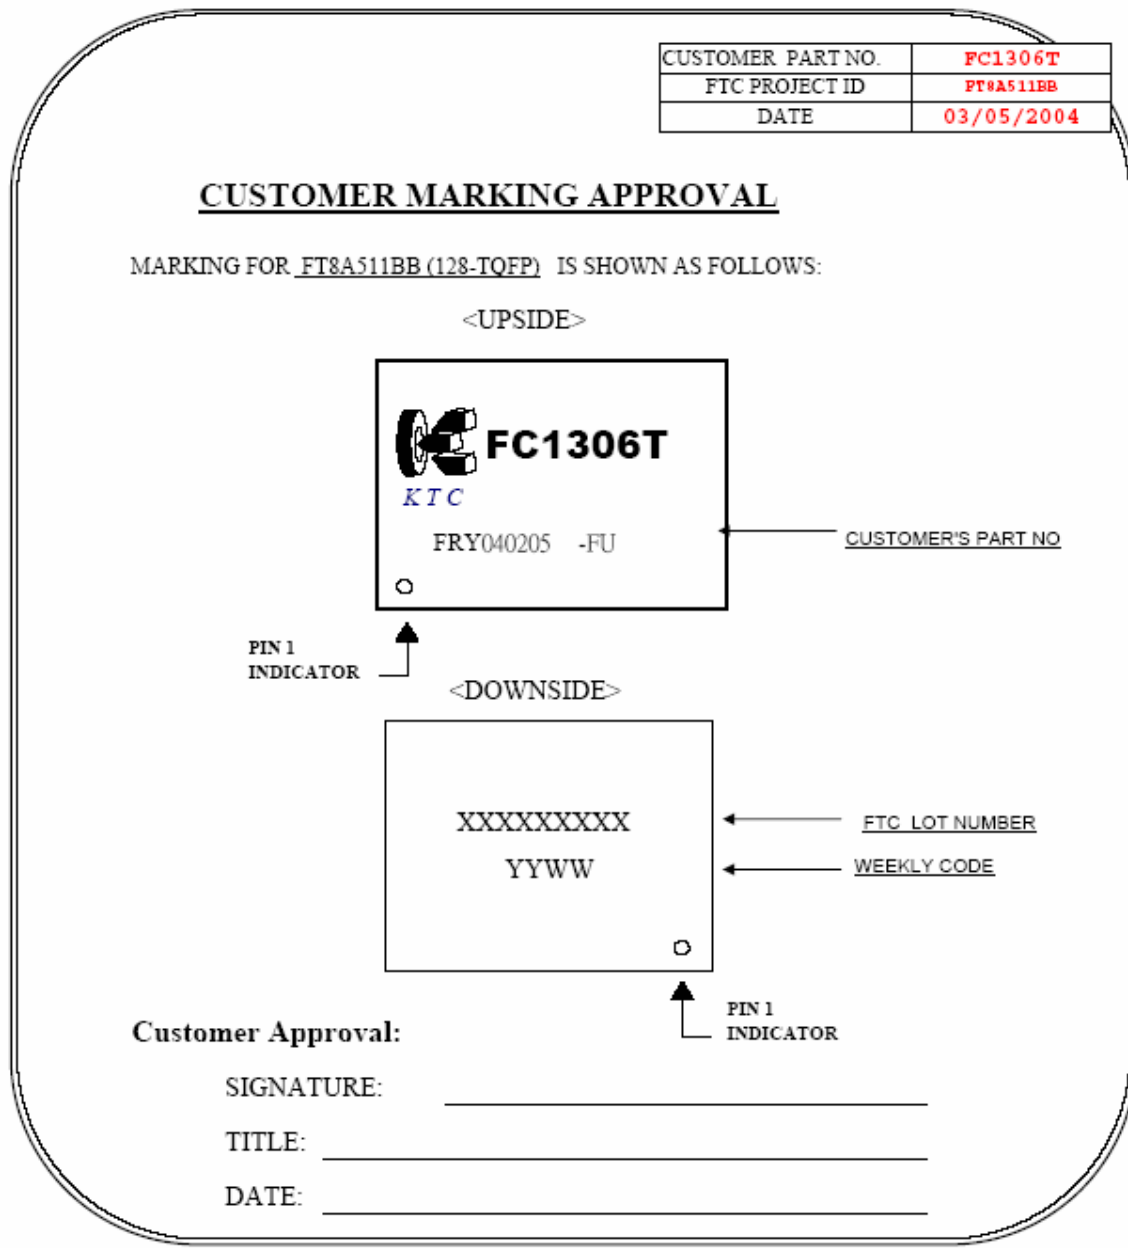 CUSTOMER PART NO. FC1306T
FTC PROJECT ID FT8A511BB
DATE 03/05/2004
CUSTOMER MARKING APPROVAL
MARKING FOR FT8A511BB (128-TQFP) IS SHOWN AS FOLLOWS:
<UPSIDE>
FC1306T
KTC
FRY040205 -FU
CUSTOMER'S PART NO
PIN 1
INDICATOR
<DOWNSIDE>
XXXXXXXXX
FTC LOT NUMBER
YYWW
WEEKLY CODE
PIN 1
INDICATOR
Customer Approval:
SIGNATURE:
TITLE:
DATE: